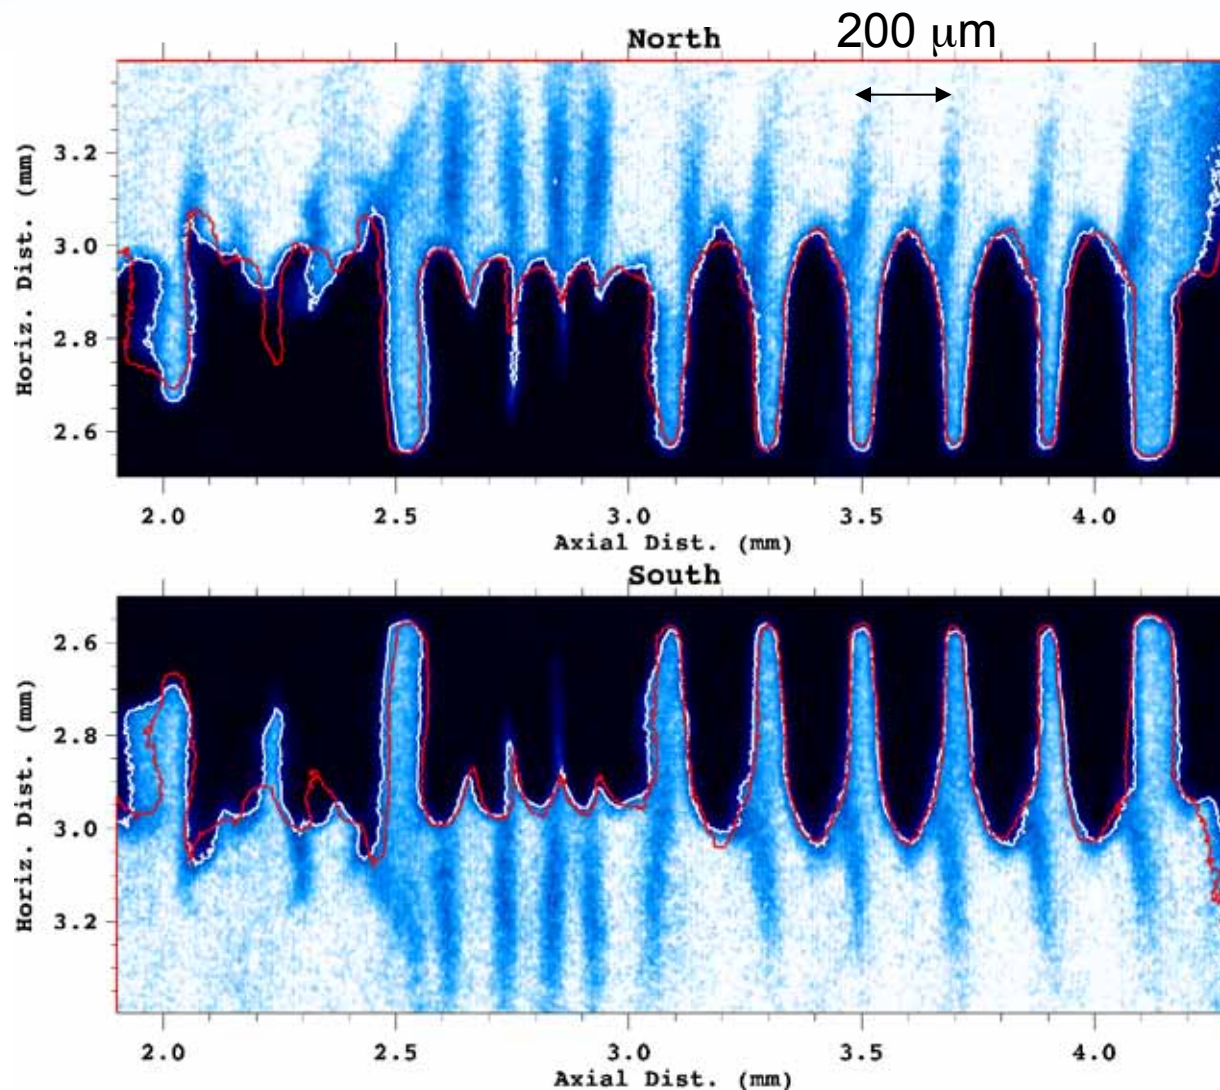 200 μm
North
Horiz. Dist. (mm)
3.2
3.0
2.8
2.6
2.0 2.5 3.0 3.5 4.0
Axial Dist. (mm)
South
Horiz. Dist. (mm)
2.6
2.8
3.0
3.2
2.0 2.5 3.0 3.5 4.0
Axial Dist. (mm)